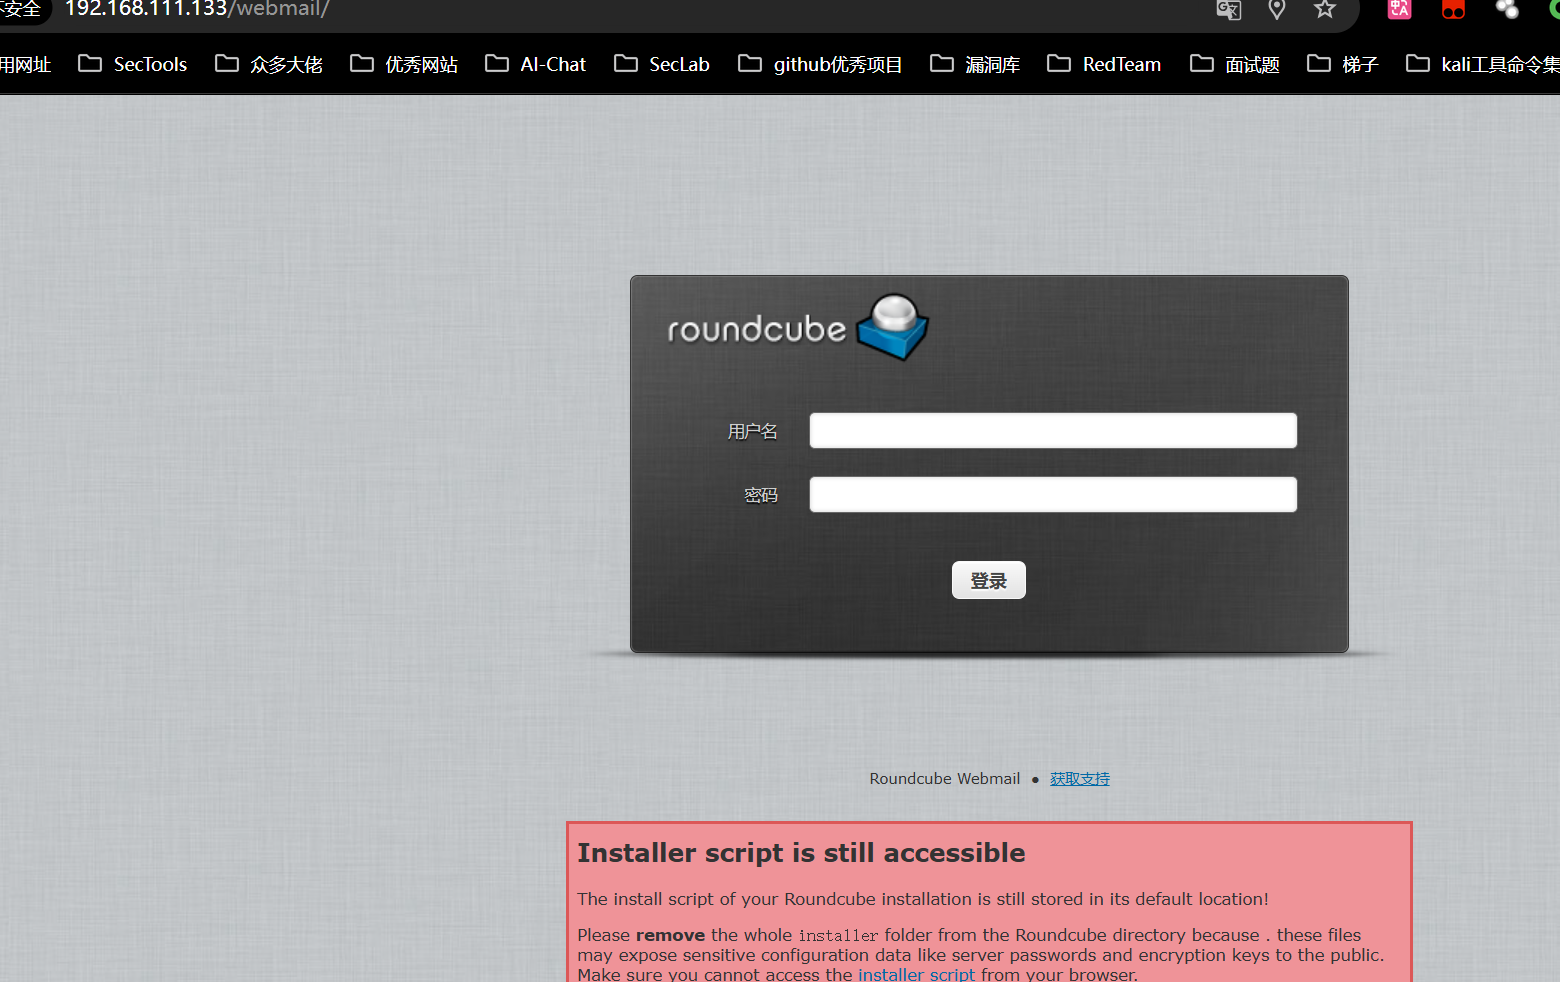 不安全 192.168.111.133/webmail/
用网址 SecTools 众多大佬 优秀网站 AI-Chat SecLab github优秀项目 漏洞库 RedTeam 面试题 梯子 kali工具命令集
roundcube
用户名
密码
登录
Roundcube Webmail ● 获取支持
Installer script is still accessible
The install script of your Roundcube installation is still stored in its default location!
Please remove the whole installer folder from the Roundcube directory because . these files
may expose sensitive configuration data like server passwords and encryption keys to the public.
Make sure you cannot access the installer script from your browser.